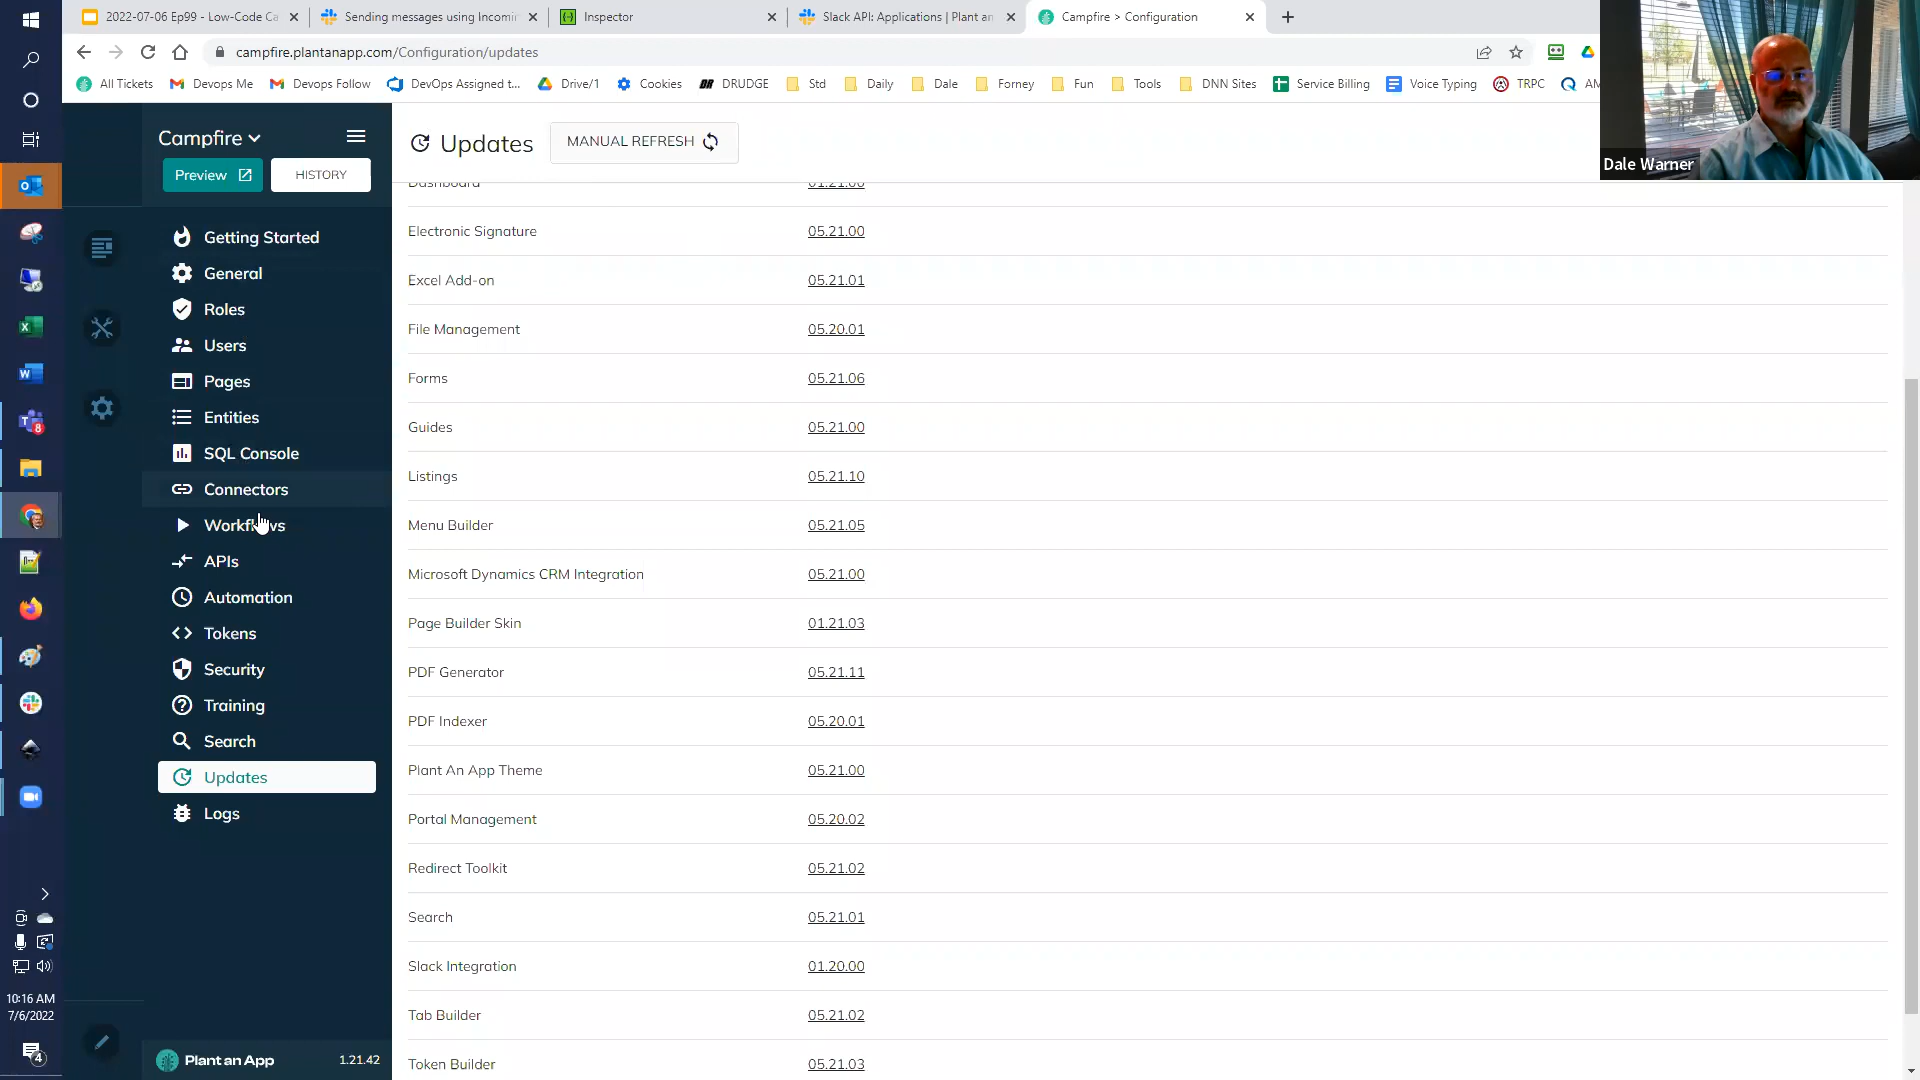 2022-07-06 Ep99 - Low-Code Ca
Sending messages using Incomi
Inspector
Slack API: Applications | Plant an
Campfire > Configuration
campfire.plantanapp.com/Configuration/updates
All Tickets
Devops Me
Devops Follow
DevOps Assigned t...
Drive/1
Cookies
DRUDGE
Std
Daily
Dale
Forney
Fun
Tools
DNN Sites
Service Billing
Voice Typing
TRPC
AM
Dale Warner
Campfire
Preview
HISTORY
Getting Started
General
Roles
Users
Pages
Entities
SQL Console
Connectors
Workflows
APIs
Automation
Tokens
Security
Training
Search
Updates
Logs
Plant an App
1.21.42
Updates
MANUAL REFRESH
Dashboard 01.21.00
Electronic Signature 05.21.00
Excel Add-on 05.21.01
File Management 05.20.01
Forms 05.21.06
Guides 05.21.00
Listings 05.21.10
Menu Builder 05.21.05
Microsoft Dynamics CRM Integration 05.21.00
Page Builder Skin 01.21.03
PDF Generator 05.21.11
PDF Indexer 05.20.01
Plant An App Theme 05.21.00
Portal Management 05.20.02
Redirect Toolkit 05.21.02
Search 05.21.01
Slack Integration 01.20.00
Tab Builder 05.21.02
Token Builder 05.21.03
8
10:16 AM
7/6/2022
4